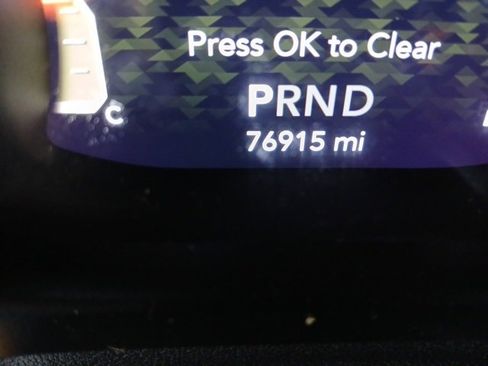 Press OK to Clear
PRND
C
76915 mi